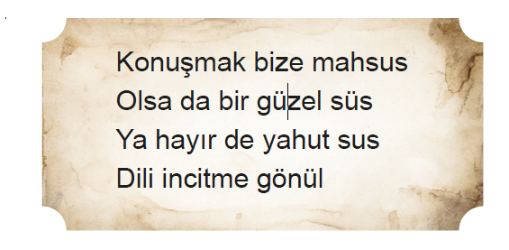 Konuşmak bize mahsus
Olsa da bir güzel süs
Ya hayır de yahut sus
Dili incitme gönül